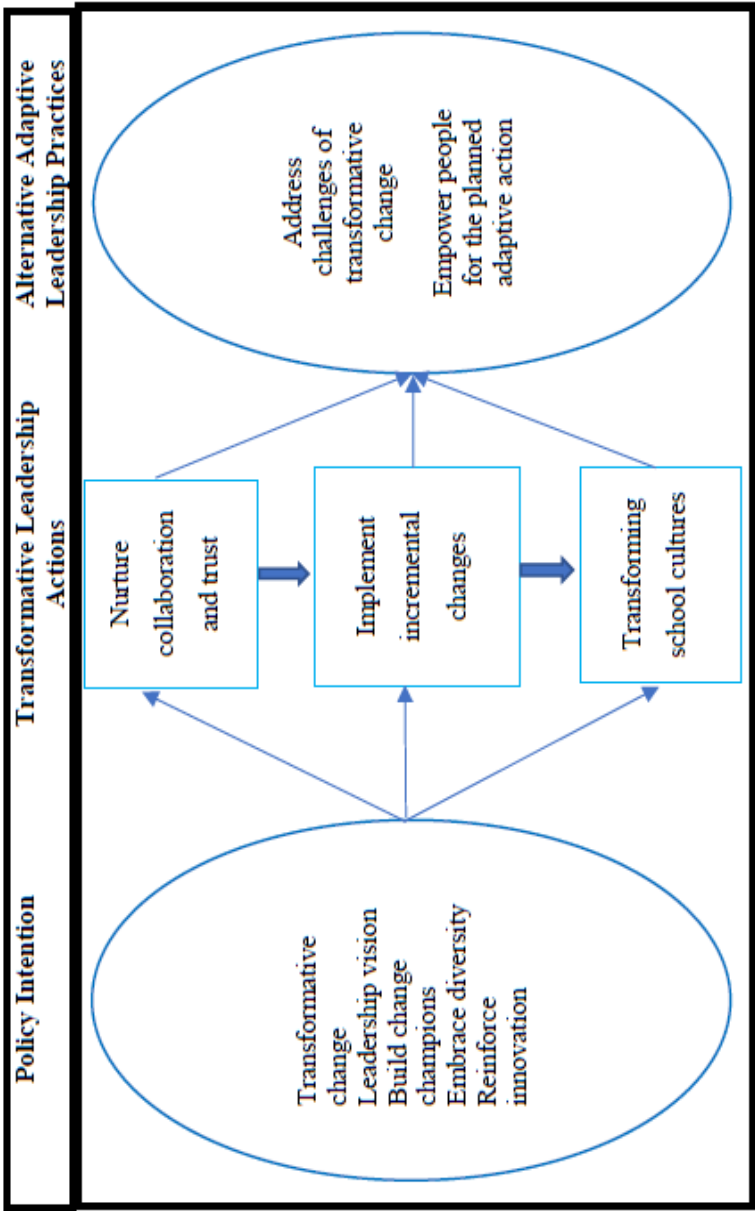 Policy Intention
Transformative Leadership
Actions
Alternative Adaptive
Leadership Practices
Transformative
change
Leadership vision
Build change
champions
Embrace diversity
Reinforce
innovation
Nurture
collaboration
and trust
Implement
incremental
changes
Transforming
school cultures
Address
challenges of
transformative
change
Empower people
for the planned
adaptive action